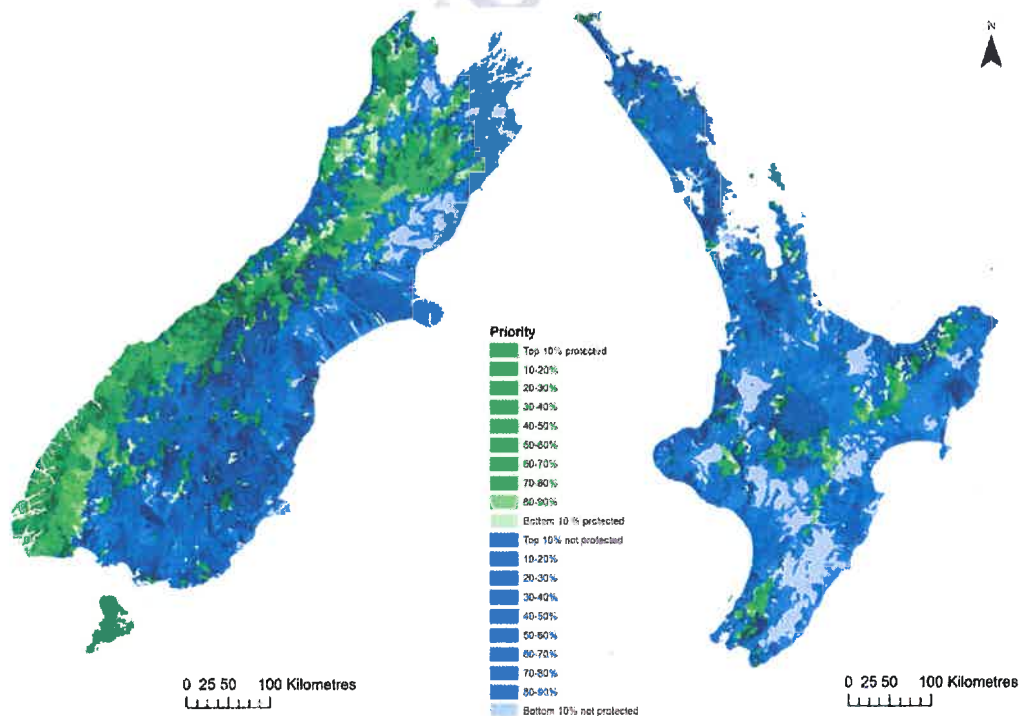 N
Priority
Top 10% protected
10-20%
20-30%
30-40%
40-50%
50-60%
60-70%
70-80%
80-90%
Bottom 10 % protected
Top 10% not protected
10-20%
20-30%
30-40%
40-50%
50-60%
60-70%
70-80%
80-90%
Bottom 10% not protected
0 25 50 100 Kilometres
0 25 50 100 Kilometres